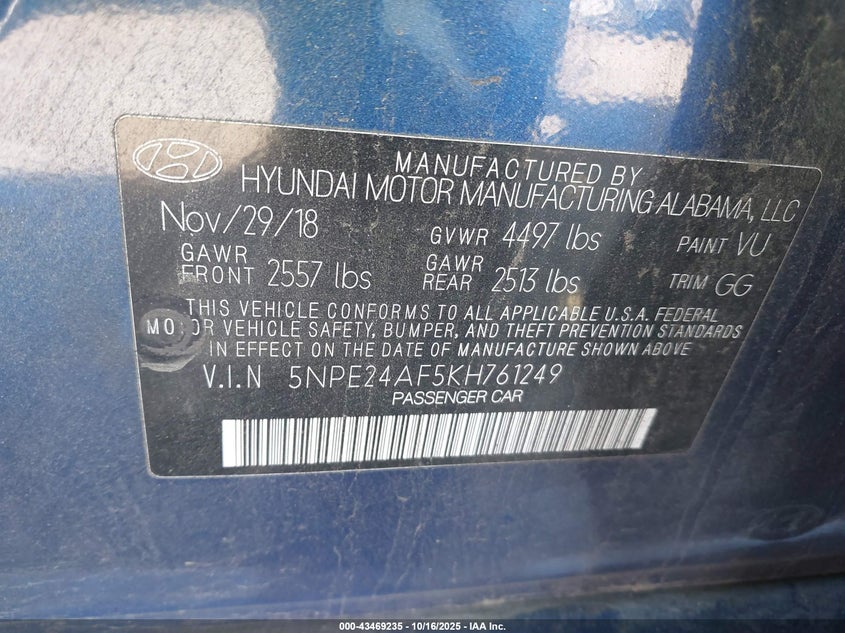 MANUFACTURED BY
HYUNDAI MOTOR MANUFACTURING ALABAMA, LLC
Nov/29/18 GVWR 4497 lbs PAINT VU
GAWR FRONT 2557 lbs GAWR REAR 2513 lbs TRIM GG
THIS VEHICLE CONFORMS TO ALL APPLICABLE U.S.A. FEDERAL
MOTOR VEHICLE SAFETY, BUMPER, AND THEFT PREVENTION STANDARDS
IN EFFECT ON THE DATE OF MANUFACTURE SHOWN ABOVE
V.I.N 5NPE24AF5KH761249
PASSENGER CAR
000-43469235 - 10/16/2025 - IAA Inc.